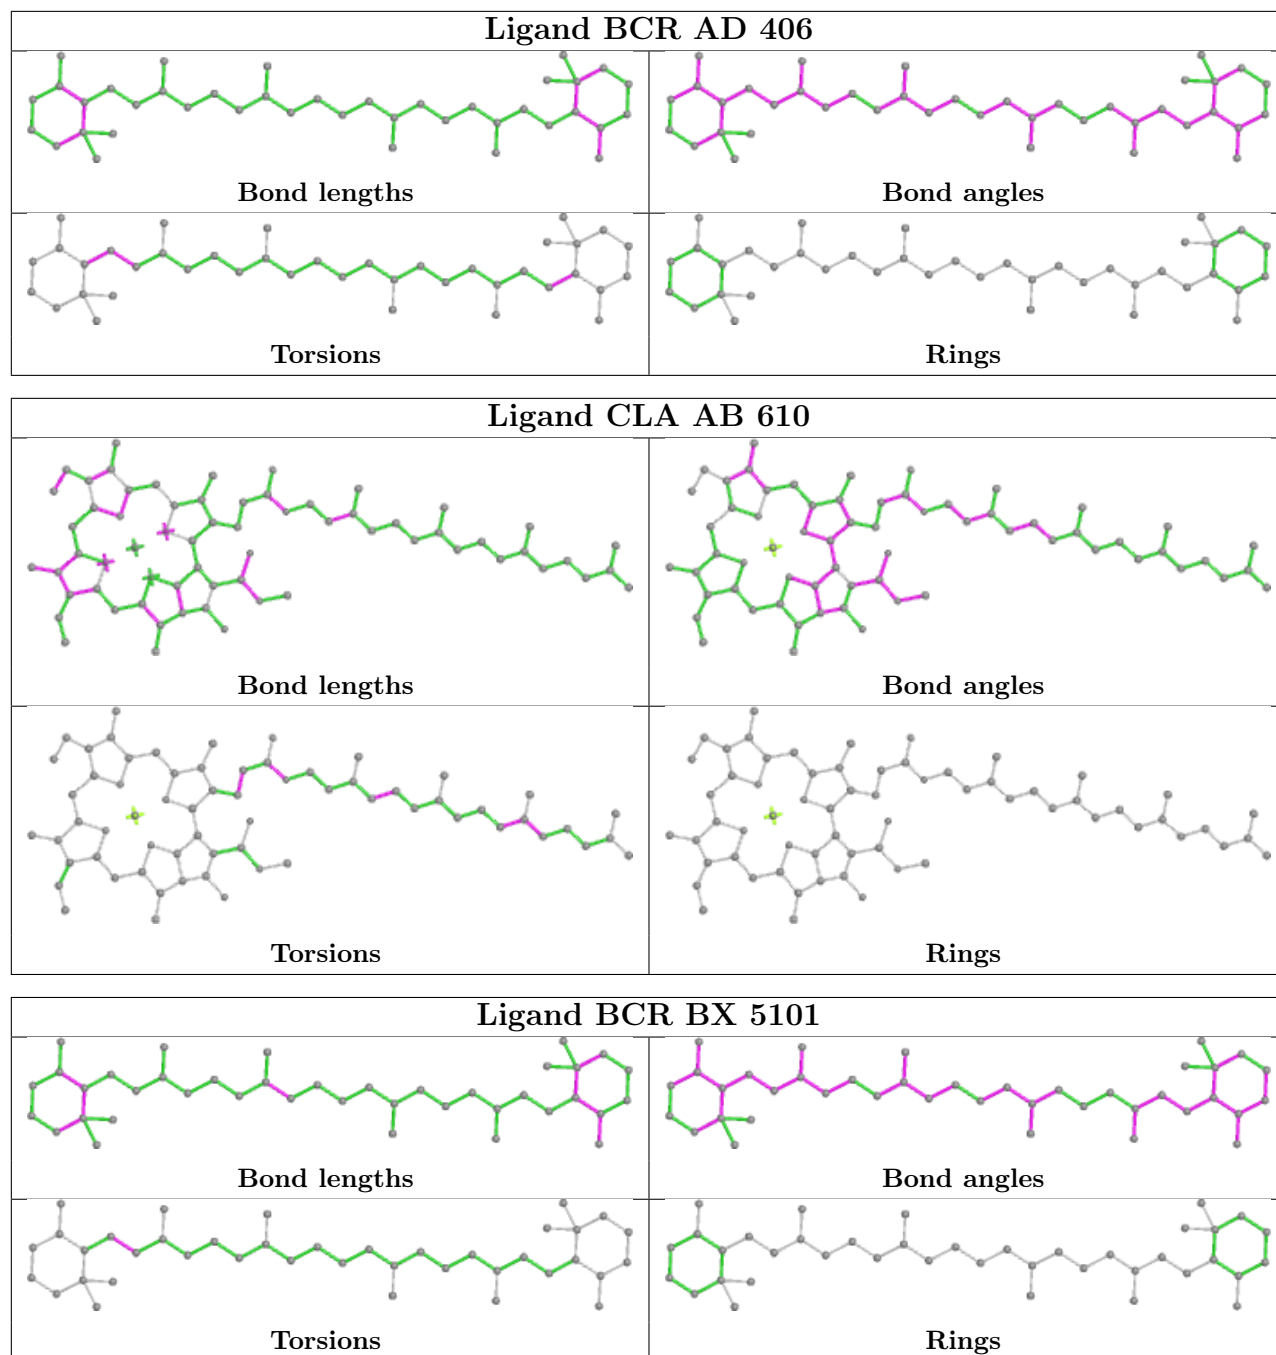 Ligand BCR AD 406
Bond lengths
Bond angles
Torsions
Rings
Ligand CLA AB 610
Bond lengths
Bond angles
Torsions
Rings
Ligand BCR BX 5101
Bond lengths
Bond angles
Torsions
Rings